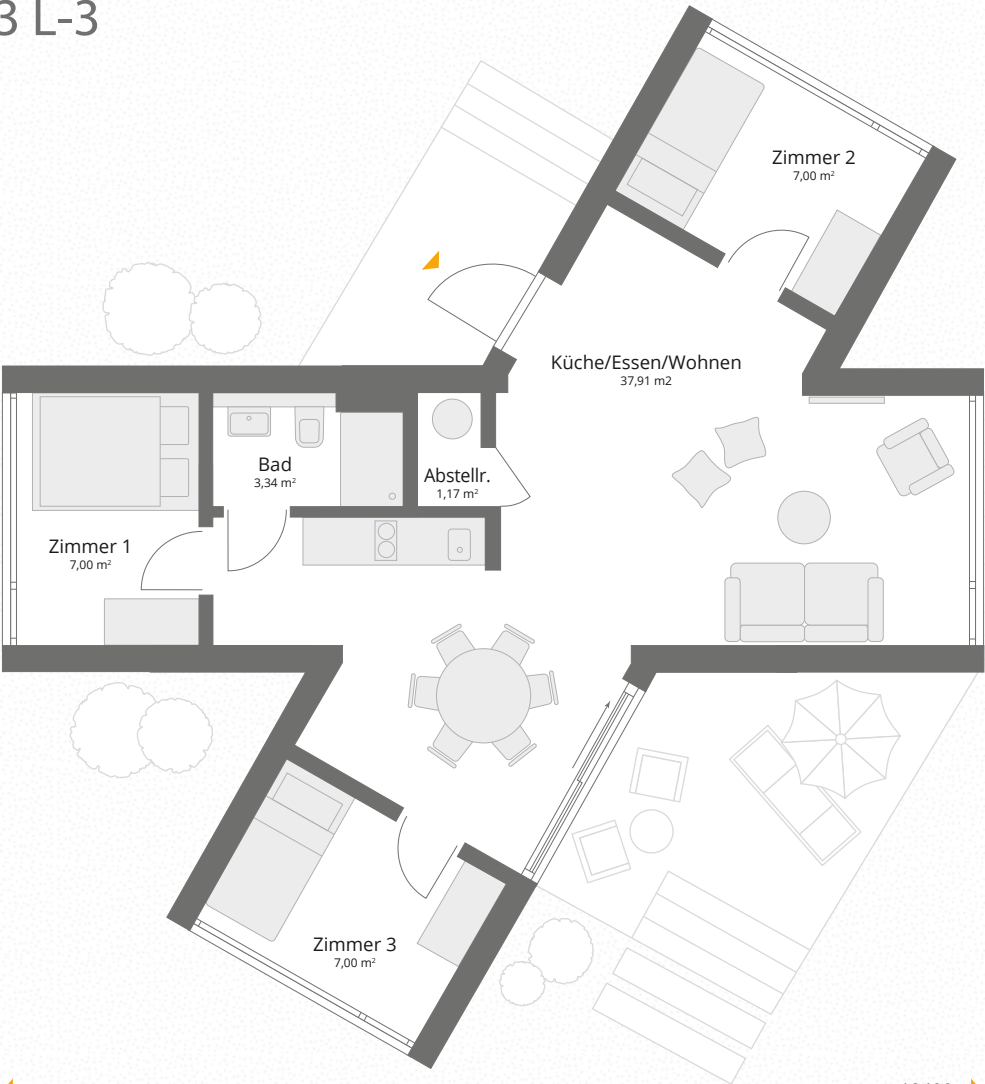 3 L-3
Zimmer 2
7,00 m²
Küche/Essen/Wohnen
37,91 m2
Bad
3,34 m²
Abstellr.
1,17 m²
Zimmer 1
7,00 m²
Zimmer 3
7,00 m²